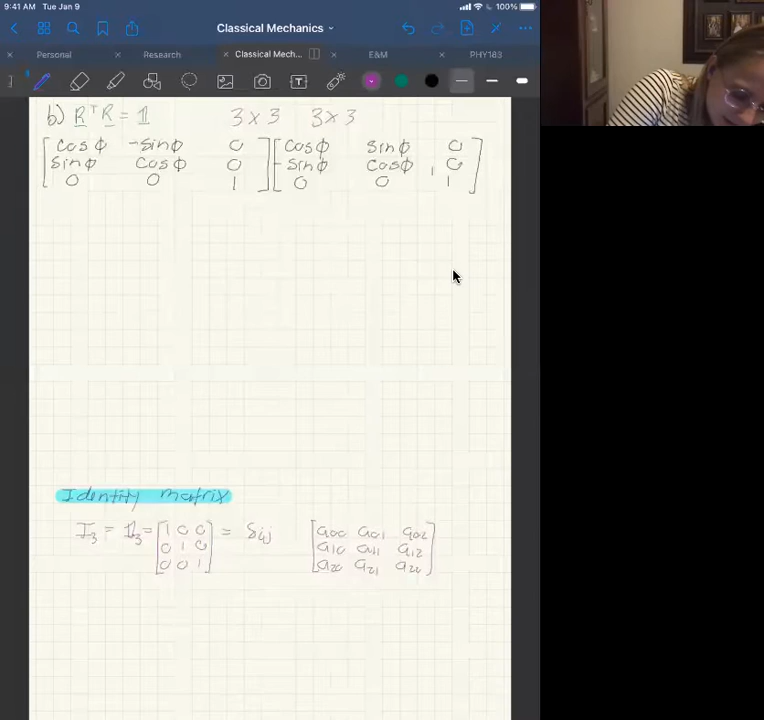 9:41 AM Tue Jan 9
100%
Classical Mechanics
Personal
Research
Classical Mech...
E&M
PHY183
b) RᵀR = 𝟙 3 x 3 3 x 3
[cos φ -sin φ 0] [cos φ sin φ 0]
[sin φ cos φ 0] [-sin φ cos φ 0]
[0 0 1] [0 0 1]
Identity matrix
I₃ = 𝟙₃ = [1 0 0] = δij [a00 a01 a02]
[0 1 0] [a10 a11 a12]
[0 0 1] [a20 a21 a22]